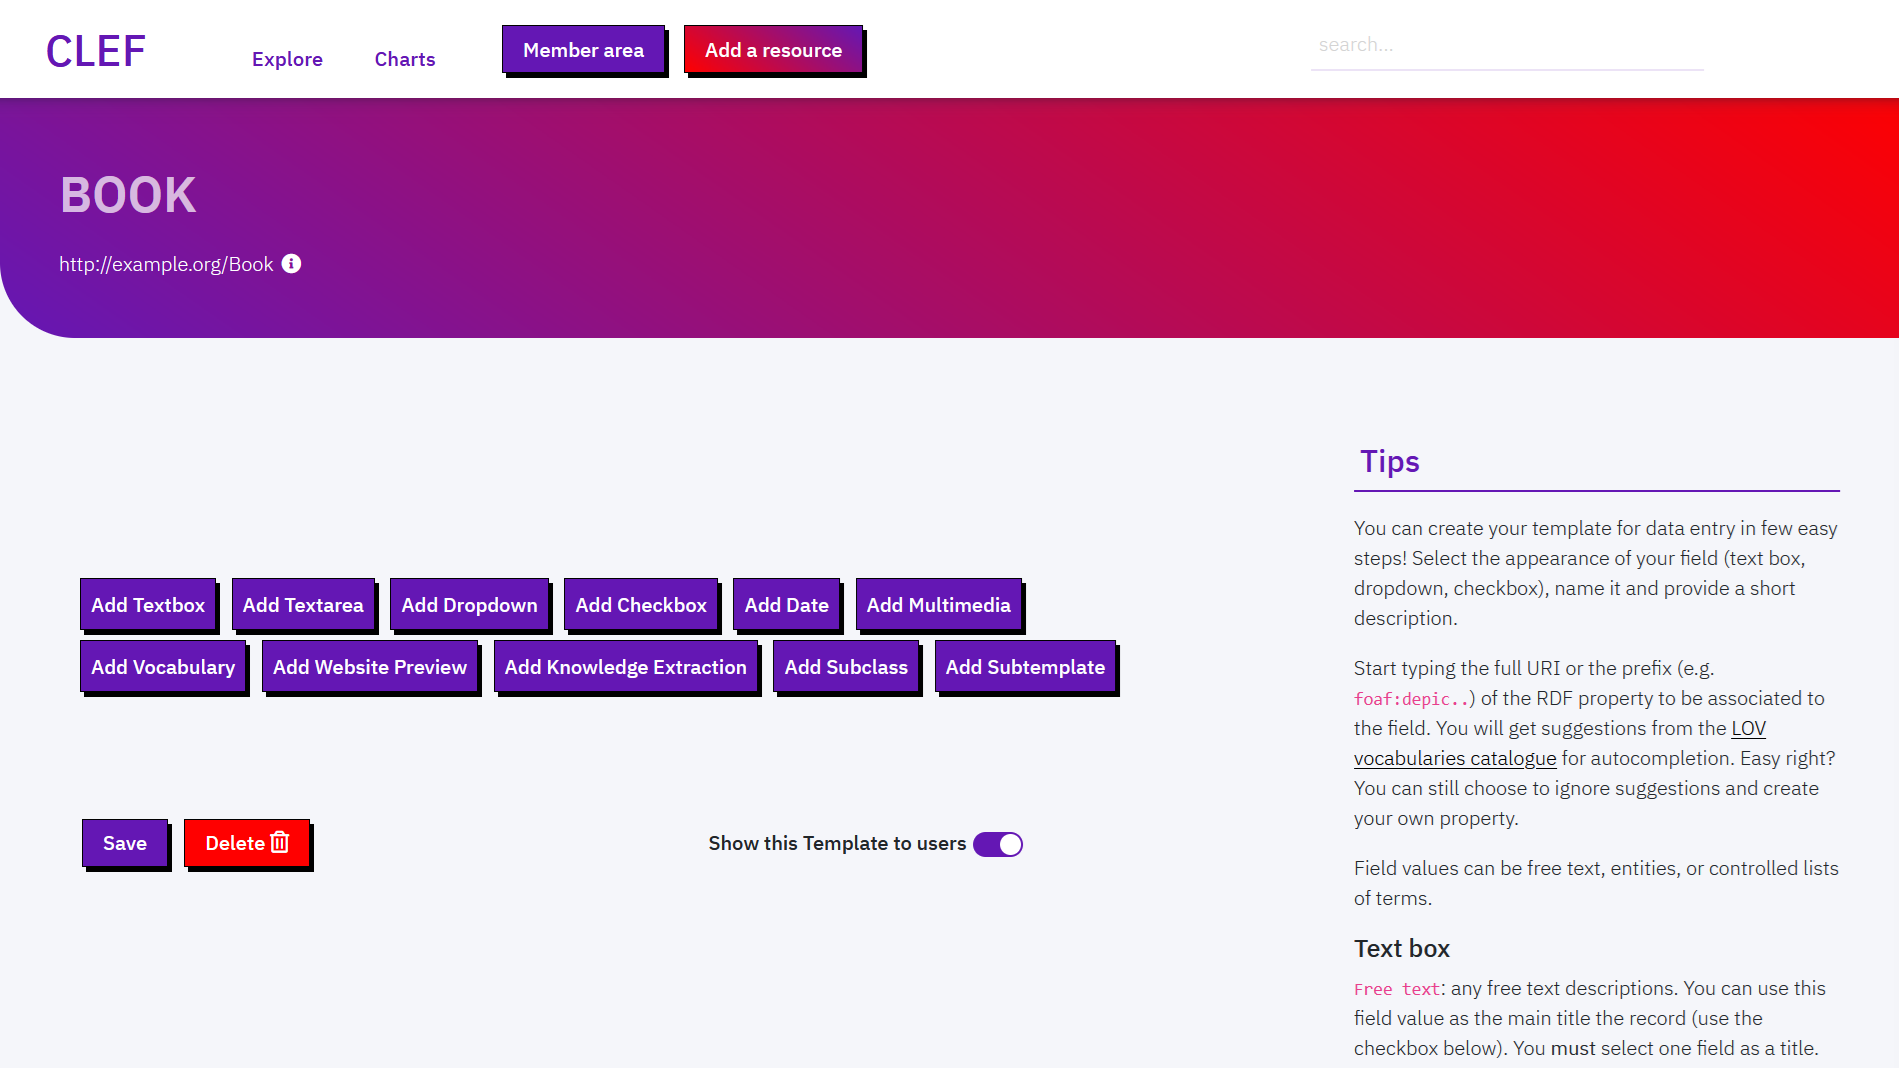 CLEF
Explore
Charts
Member area
Add a resource
search...
BOOK
http://example.org/Book
Add Textbox
Add Textarea
Add Dropdown
Add Checkbox
Add Date
Add Multimedia
Add Vocabulary
Add Website Preview
Add Knowledge Extraction
Add Subclass
Add Subtemplate
Save
Delete
Show this Template to users
Tips
You can create your template for data entry in few easy
steps! Select the appearance of your field (text box,
dropdown, checkbox), name it and provide a short
description.
Start typing the full URI or the prefix (e.g.
foaf:depic..) of the RDF property to be associated to
the field. You will get suggestions from the LOV
vocabularies catalogue for autocompletion. Easy right?
You can still choose to ignore suggestions and create
your own property.
Field values can be free text, entities, or controlled lists
of terms.
Text box
Free text: any free text descriptions. You can use this
field value as the main title the record (use the
checkbox below). You must select one field as a title.